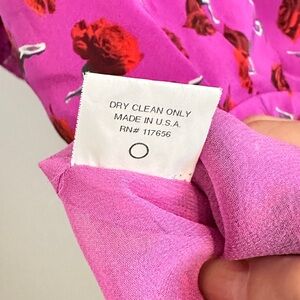 DRY CLEAN ONLY
MADE IN U.S.A.
RN# 117656